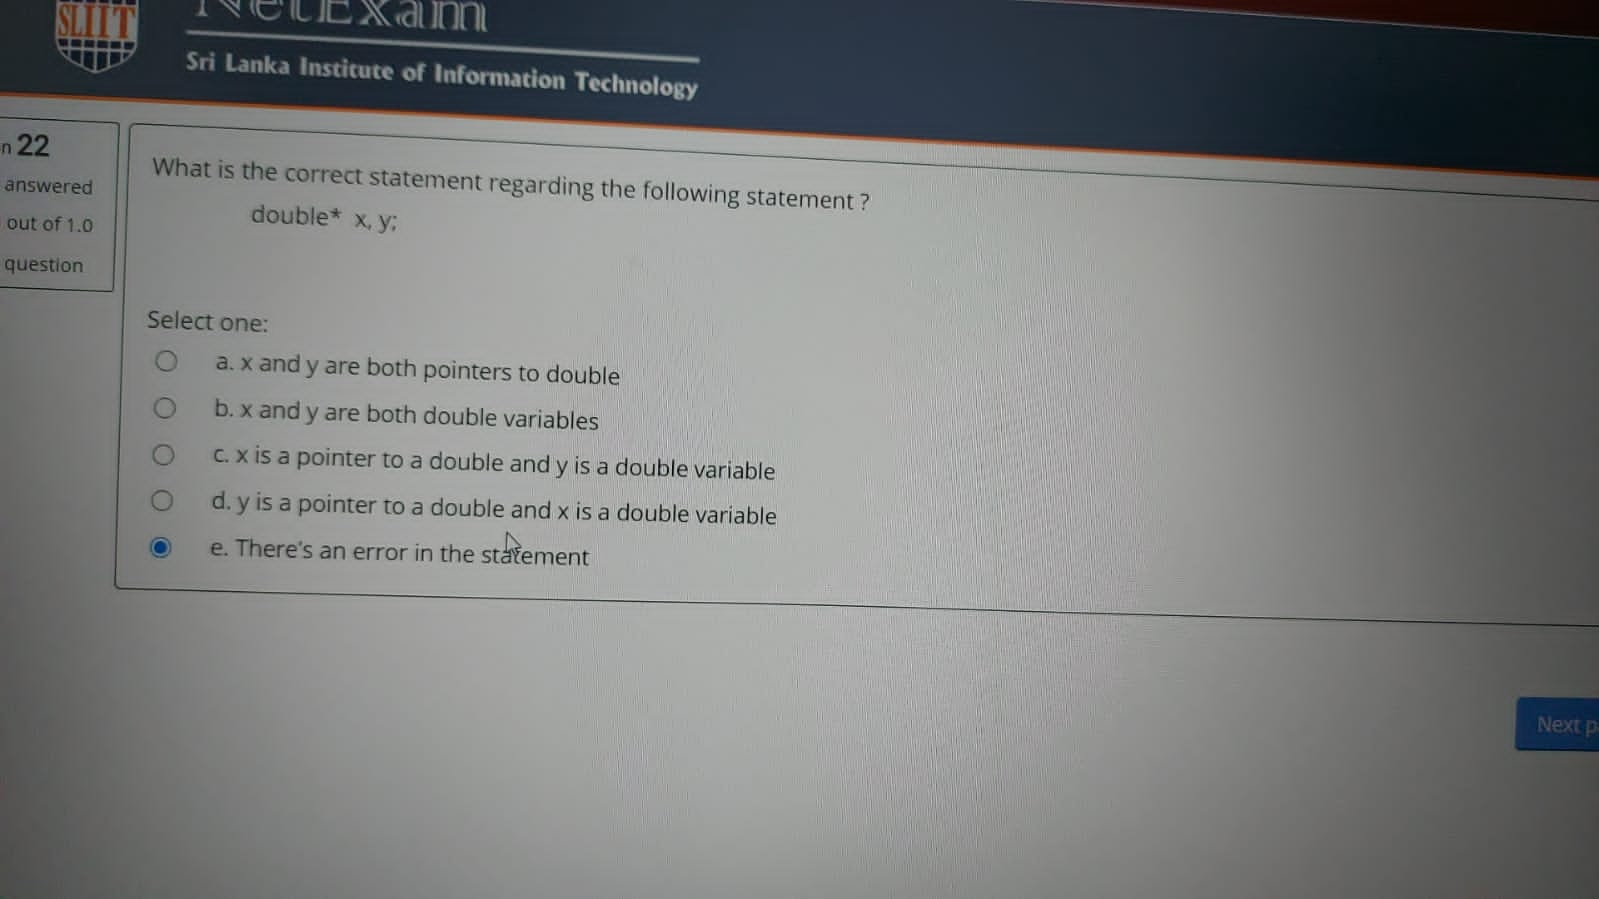 SLIIT
NetExam
Sri Lanka Institute of Information Technology
22
answered
out of 1.0
question
What is the correct statement regarding the following statement ?
double* x, y;
Select one:
a. x and y are both pointers to double
b. x and y are both double variables
c. x is a pointer to a double and y is a double variable
d. y is a pointer to a double and x is a double variable
e. There's an error in the statement
Next